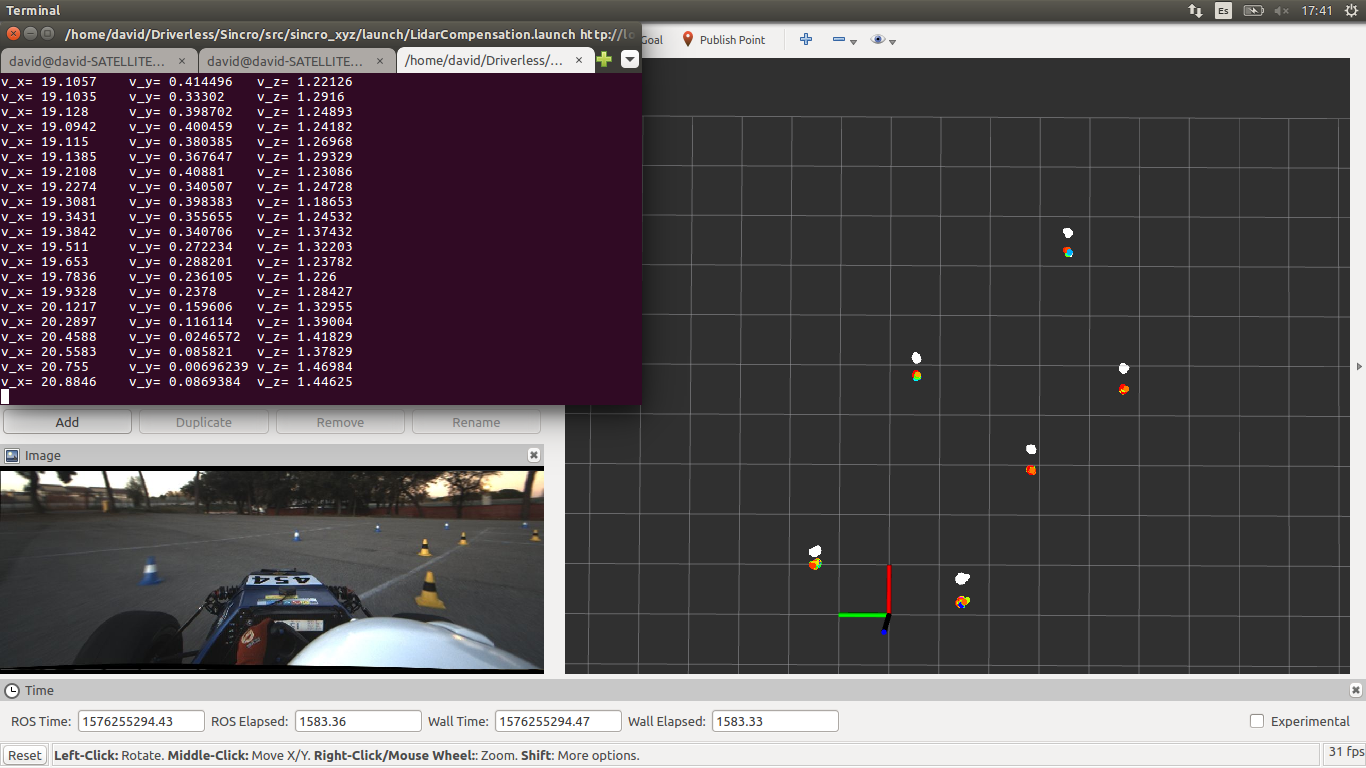 Terminal
Es
17:41
/home/david/Driverless/Sincro/src/sincro_xyz/launch/LidarCompensation.launch http://lo
Goal
Publish Point
david@david-SATELLITE… ×
david@david-SATELLITE… ×
/home/david/Driverless/… ×
v_x= 19.1057 v_y= 0.414496 v_z= 1.22126
v_x= 19.1035 v_y= 0.33302 v_z= 1.2916
v_x= 19.128 v_y= 0.398702 v_z= 1.24893
v_x= 19.0942 v_y= 0.400459 v_z= 1.24182
v_x= 19.115 v_y= 0.380385 v_z= 1.26968
v_x= 19.1385 v_y= 0.367647 v_z= 1.29329
v_x= 19.2108 v_y= 0.40881 v_z= 1.23086
v_x= 19.2274 v_y= 0.340507 v_z= 1.24728
v_x= 19.3081 v_y= 0.398383 v_z= 1.18653
v_x= 19.3431 v_y= 0.355655 v_z= 1.24532
v_x= 19.3842 v_y= 0.340706 v_z= 1.37432
v_x= 19.511 v_y= 0.272234 v_z= 1.32203
v_x= 19.653 v_y= 0.288201 v_z= 1.23782
v_x= 19.7836 v_y= 0.236105 v_z= 1.226
v_x= 19.9328 v_y= 0.2378 v_z= 1.28427
v_x= 20.1217 v_y= 0.159606 v_z= 1.32955
v_x= 20.2897 v_y= 0.116114 v_z= 1.39004
v_x= 20.4588 v_y= 0.0246572 v_z= 1.41829
v_x= 20.5583 v_y= 0.085821 v_z= 1.37829
v_x= 20.755 v_y= 0.00696239 v_z= 1.46984
v_x= 20.8846 v_y= 0.0869384 v_z= 1.44625
Add
Duplicate
Remove
Rename
Image
454
Time
ROS Time: 1576255294.43 ROS Elapsed: 1583.36 Wall Time: 1576255294.47 Wall Elapsed: 1583.33 Experimental
Reset
Left-Click: Rotate. Middle-Click: Move X/Y. Right-Click/Mouse Wheel:: Zoom. Shift: More options.
31 fps